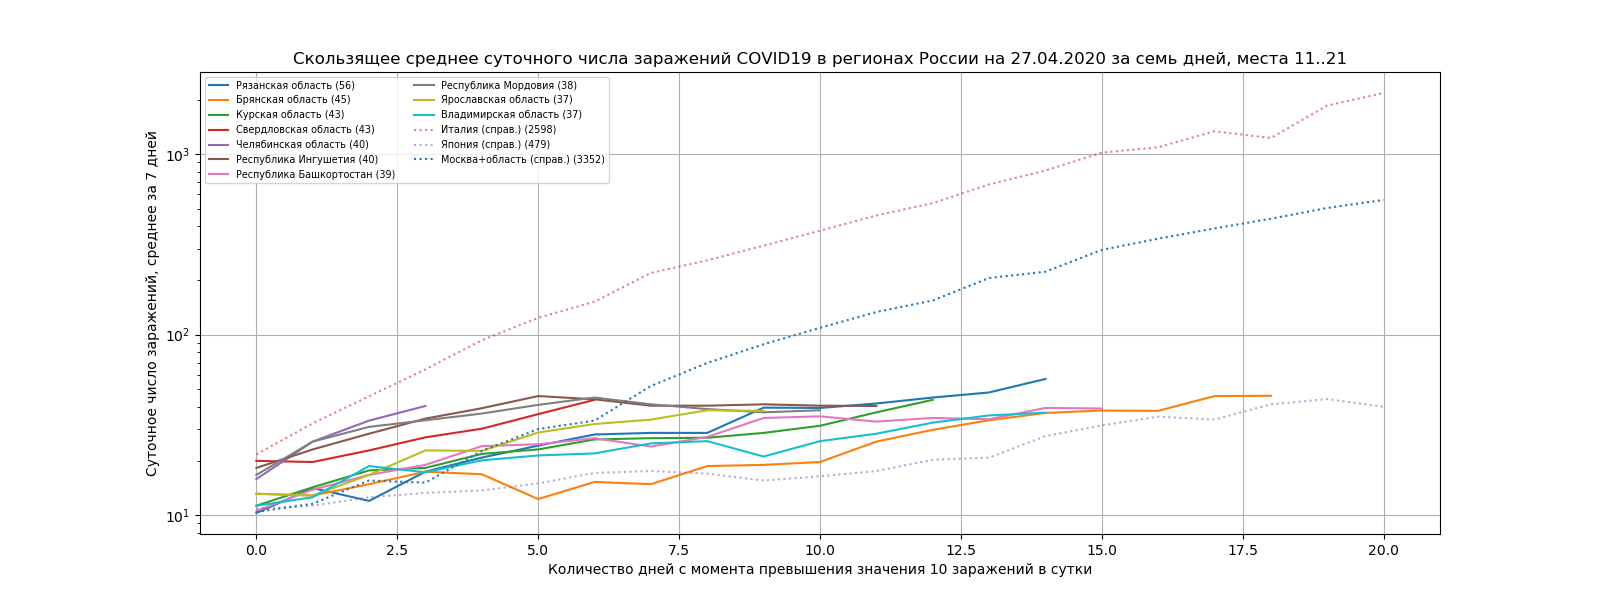 Скользящее среднее суточного числа заражений COVID19 в регионах России на 27.04.2020 за семь дней, места 11..21
Суточное число заражений, среднее за 7 дней
10³
10²
10¹
Рязанская область (56)
Брянская область (45)
Курская область (43)
Свердловская область (43)
Челябинская область (40)
Республика Ингушетия (40)
Республика Башкортостан (39)
Республика Мордовия (38)
Ярославская область (37)
Владимирская область (37)
Италия (справ.) (2598)
Япония (справ.) (479)
Москва+область (справ.) (3352)
0.0 2.5 5.0 7.5 10.0 12.5 15.0 17.5 20.0
Количество дней с момента превышения значения 10 заражений в сутки